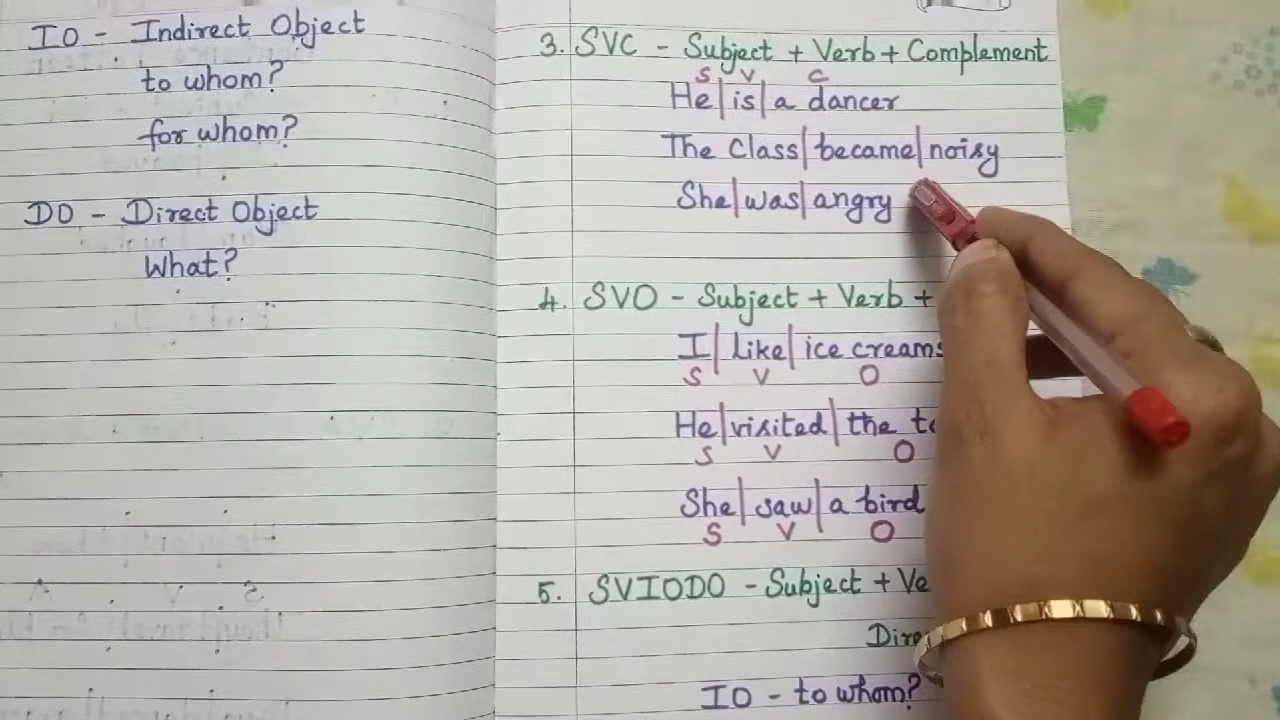 IO - Indirect Object
to whom?
for whom?
DO - Direct Object
What?
3. SVC - Subject + Verb + Complement
S V C
He | is | a dancer
The Class | became | noisy
She | was | angry
4. SVO - Subject + Verb +
I | like | ice creams
S V O
He | visited | the
S V O
She | saw | a bird
S V O
5. SVIODO - Subject +
IO - to whom?